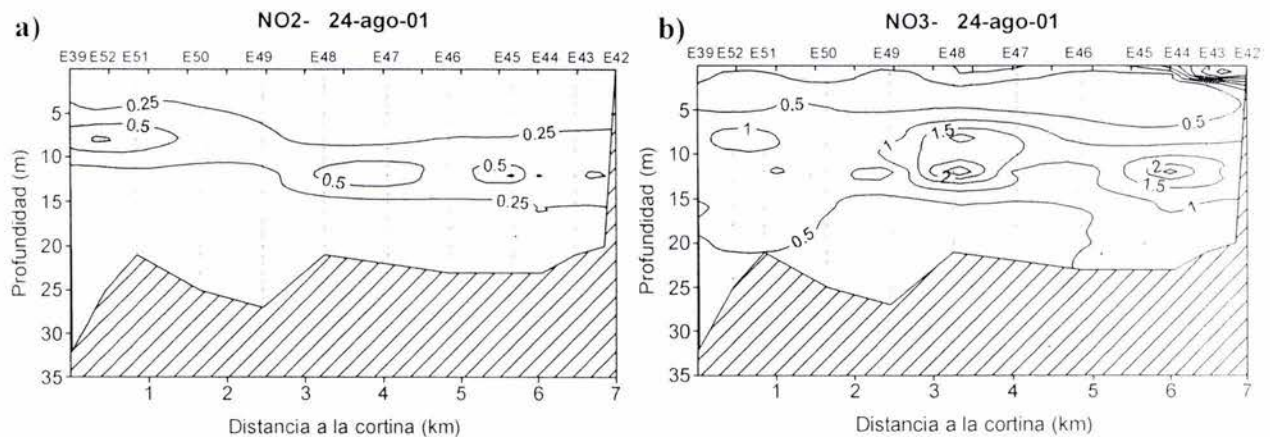 a)
NO2- 24-ago-01
E39 E52 E51 E50 E49 E48 E47 E46 E45 E44 E43 E42
5
10
15
20
25
30
35
Profundidad (m)
0.25
0.5
0.5
0.5
0.25
0.25
1 2 3 4 5 6 7
Distancia a la cortina (km)
b)
NO3- 24-ago-01
E39 E52 E51 E50 E49 E48 E47 E46 E45 E44 E43 E42
5
10
15
20
25
30
35
Profundidad (m)
0.5
0.5
1
1
1.5
2
2
1.5
1
0.5
1 2 3 4 5 6 7
Distancia a la cortina (km)